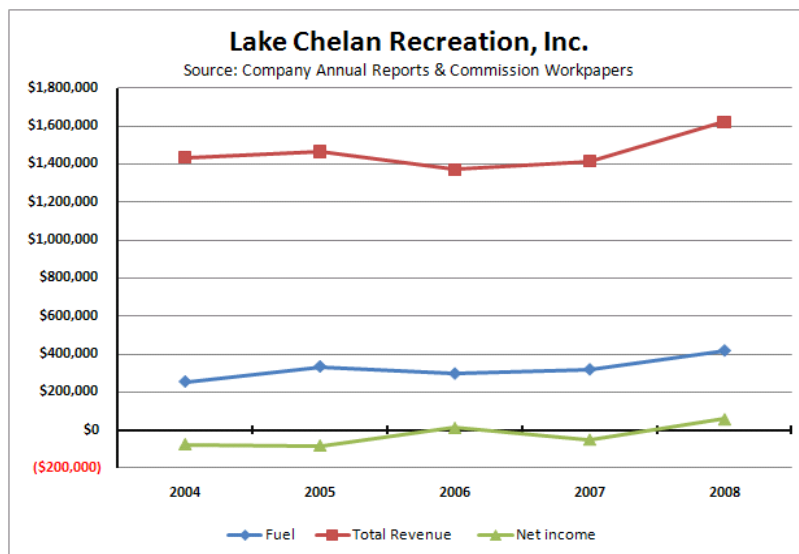 Lake Chelan Recreation, Inc.
Source: Company Annual Reports & Commission Workpapers
$1,800,000
$1,600,000
$1,400,000
$1,200,000
$1,000,000
$800,000
$600,000
$400,000
$200,000
$0
($200,000)
2004 2005 2006 2007 2008
Fuel Total Revenue Net income